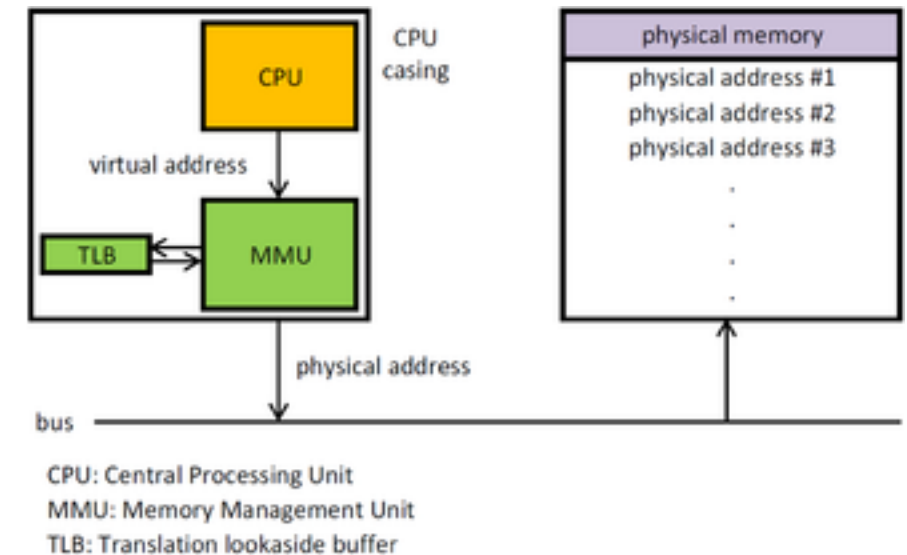 CPU
casing
CPU
virtual address
TLB
MMU
physical address
physical memory
physical address #1
physical address #2
physical address #3
.
.
.
.
bus
CPU: Central Processing Unit
MMU: Memory Management Unit
TLB: Translation lookaside buffer